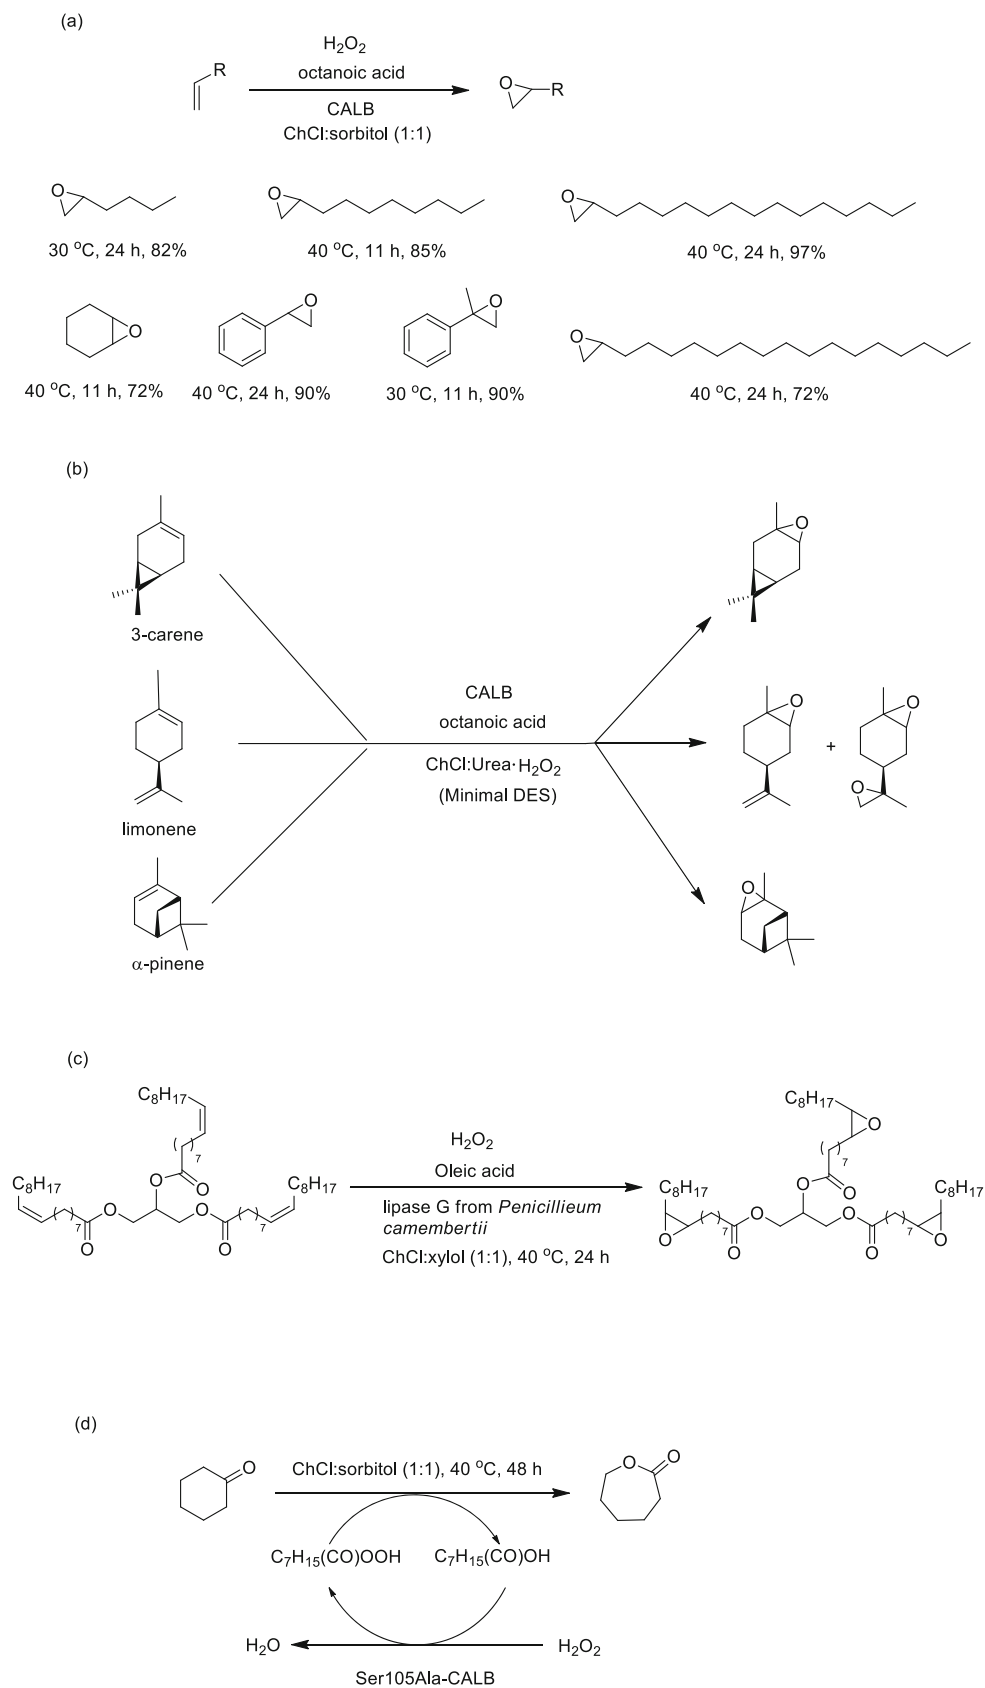 (a)
H₂O₂
octanoic acid
R
CALB
ChCl:sorbitol (1:1)
O
R
O
O
O
30 °C, 24 h, 82%
40 °C, 11 h, 85%
40 °C, 24 h, 97%
O
O
O
O
40 °C, 11 h, 72%
40 °C, 24 h, 90%
30 °C, 11 h, 90%
40 °C, 24 h, 72%
(b)
O
3-carene
CALB
octanoic acid
ChCl:Urea·H₂O₂
(Minimal DES)
O
+
O
O
limonene
O
α-pinene
(c)
C₈H₁₇
( )₇
O
O
C₈H₁₇
( )₇
O
O
O
( )₇
O
C₈H₁₇
H₂O₂
Oleic acid
lipase G from Penicillieum
camembertii
ChCl:xylol (1:1), 40 °C, 24 h
C₈H₁₇
O
( )₇
O
O
C₈H₁₇
O
( )₇
O
O
O
O
( )₇
O
C₈H₁₇
(d)
O
ChCl:sorbitol (1:1), 40 °C, 48 h
O
O
C₇H₁₅(CO)OOH
C₇H₁₅(CO)OH
H₂O
H₂O₂
Ser105Ala-CALB